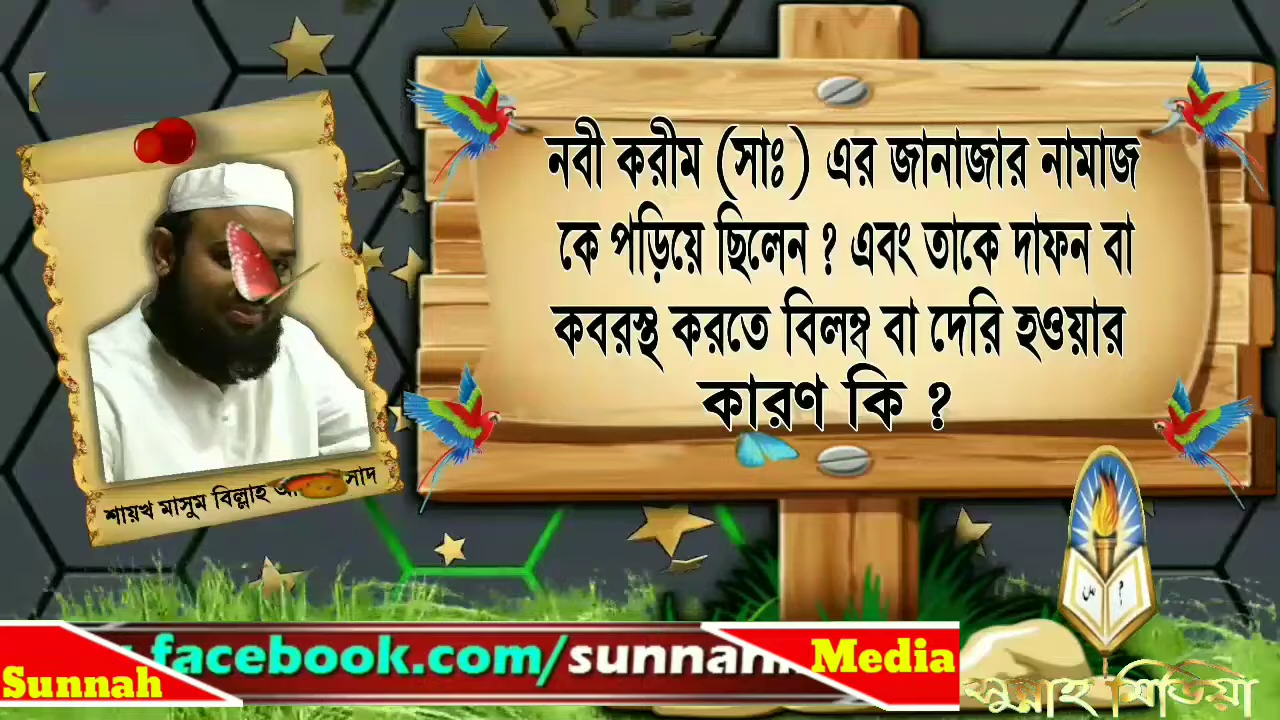 নবী করীম (সাঃ) এর জানাজার নামাজ
কে পড়িয়ে ছিলেন ? এবং তাকে দাফন বা
কবরস্থ করতে বিলম্ব বা দেরি হওয়ার
কারণ কি ?
শায়খ মাসুম বিল্লাহ
facebook.com/sunnah
Sunnah
Media
সুন্নাহ মিডিয়া